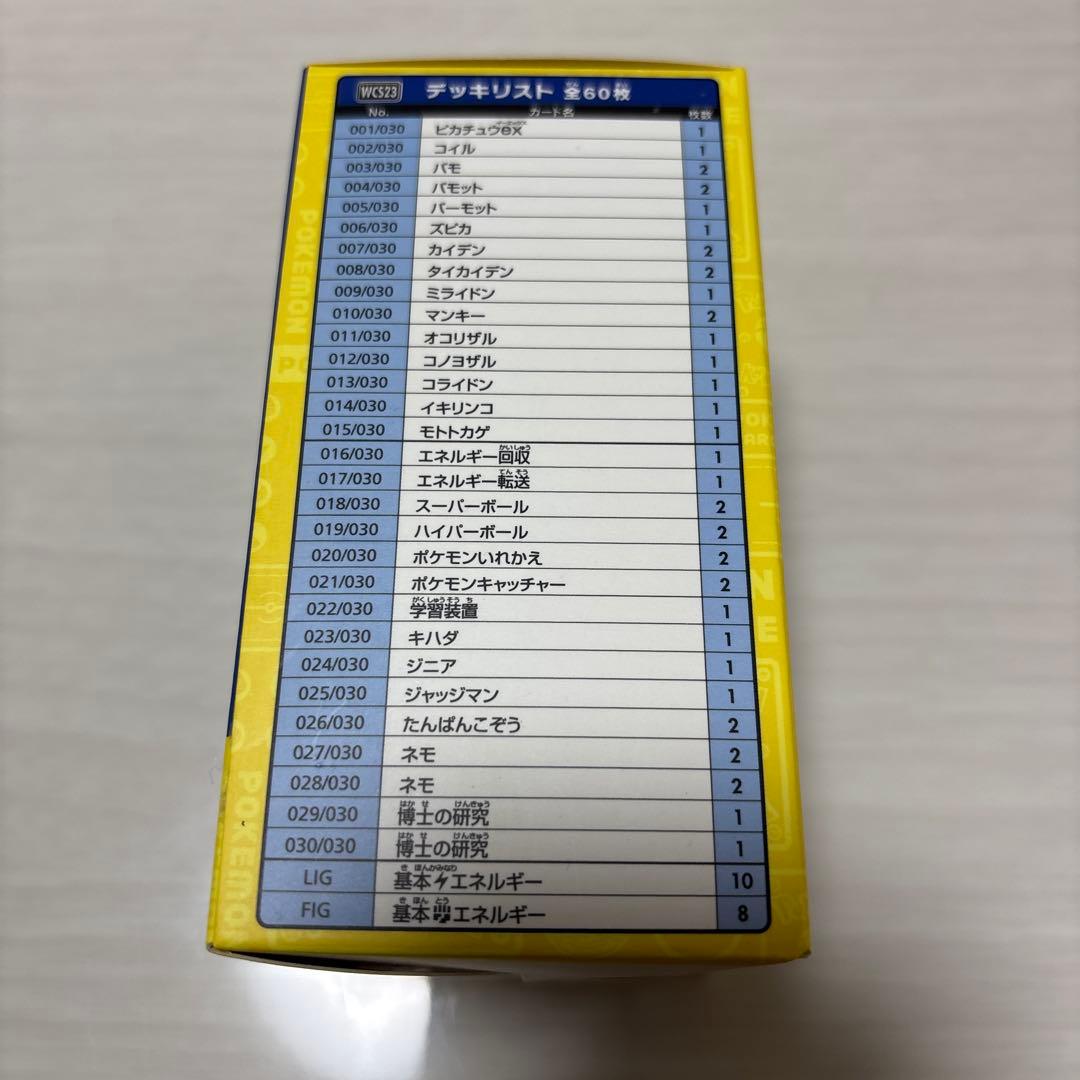 WCS23 デッキリスト 全60枚
No. カード名 枚数
001/030 ピカチュウex 1
002/030 コイル 1
003/030 パモ 2
004/030 パモット 2
005/030 パーモット 1
006/030 ズピカ 1
007/030 カイデン 2
008/030 タイカイデン 2
009/030 ミライドン 1
010/030 マンキー 2
011/030 オコリザル 1
012/030 コノヨザル 1
013/030 コライドン 1
014/030 イキリンコ 1
015/030 モトトカゲ 1
016/030 エネルギー回収 1
017/030 エネルギー転送 1
018/030 スーパーボール 2
019/030 ハイパーボール 2
020/030 ポケモンいれかえ 2
021/030 ポケモンキャッチャー 2
022/030 学習装置 1
023/030 キハダ 1
024/030 ジニア 1
025/030 ジャッジマン 1
026/030 たんぱんこぞう 2
027/030 ネモ 2
028/030 ネモ 2
029/030 博士の研究 1
030/030 博士の研究 1
LIG 基本エネルギー 10
FIG 基本エネルギー 8
POKEMON
POKEMON